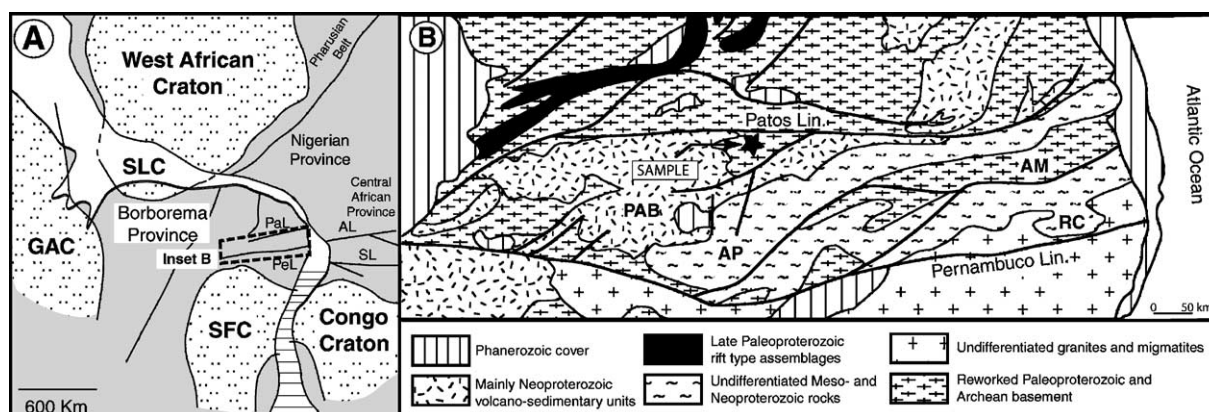 A
West African
Craton
Pharusian
Belt
SLC
Nigerian
Province
Central
African
Province
Borborema
Province
PaL
AL
GAC
Inset B
SL
PeL
SFC
Congo
Craton
600 Km
B
Patos Lin.
SAMPLE
AM
PAB
RC
AP
Pernambuco Lin.
Atlantic Ocean
0 50 km
Phanerozoic cover
Late Paleoproterozoic
rift type assemblages
Undifferentiated granites and migmatites
Mainly Neoproterozoic
volcano-sedimentary units
Undifferentiated Meso- and
Neoproterozoic rocks
Reworked Paleoproterozoic and
Archean basement